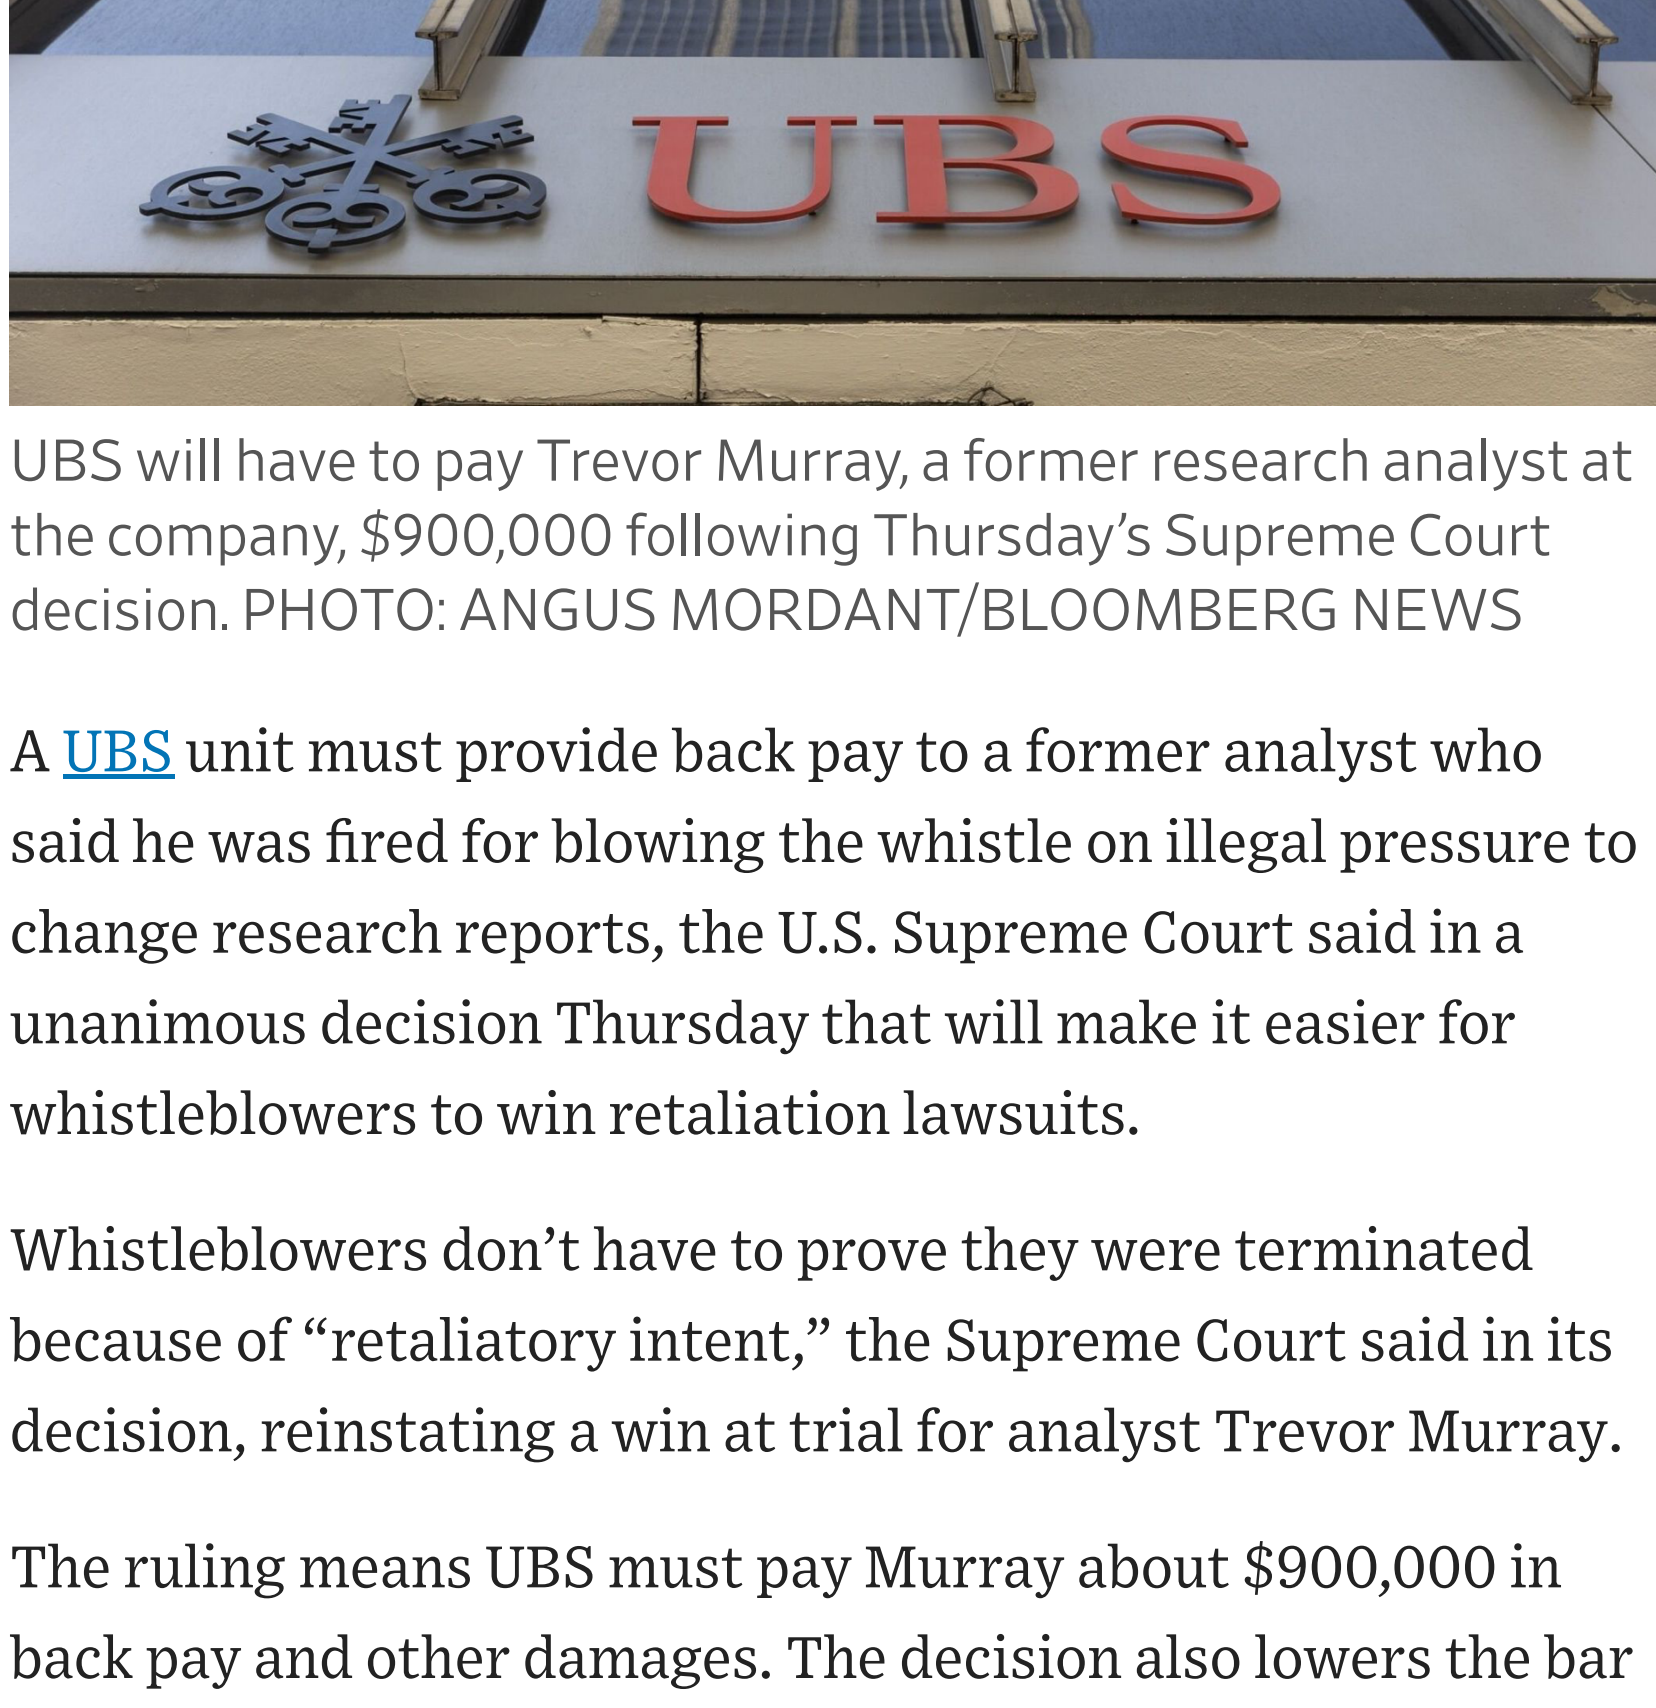 UBS
UBS will have to pay Trevor Murray, a former research analyst at
the company, $900,000 following Thursday’s Supreme Court
decision. PHOTO: ANGUS MORDANT/BLOOMBERG NEWS
A UBS unit must provide back pay to a former analyst who
said he was fired for blowing the whistle on illegal pressure to
change research reports, the U.S. Supreme Court said in a
unanimous decision Thursday that will make it easier for
whistleblowers to win retaliation lawsuits.
Whistleblowers don’t have to prove they were terminated
because of “retaliatory intent,” the Supreme Court said in its
decision, reinstating a win at trial for analyst Trevor Murray.
The ruling means UBS must pay Murray about $900,000 in
back pay and other damages. The decision also lowers the bar